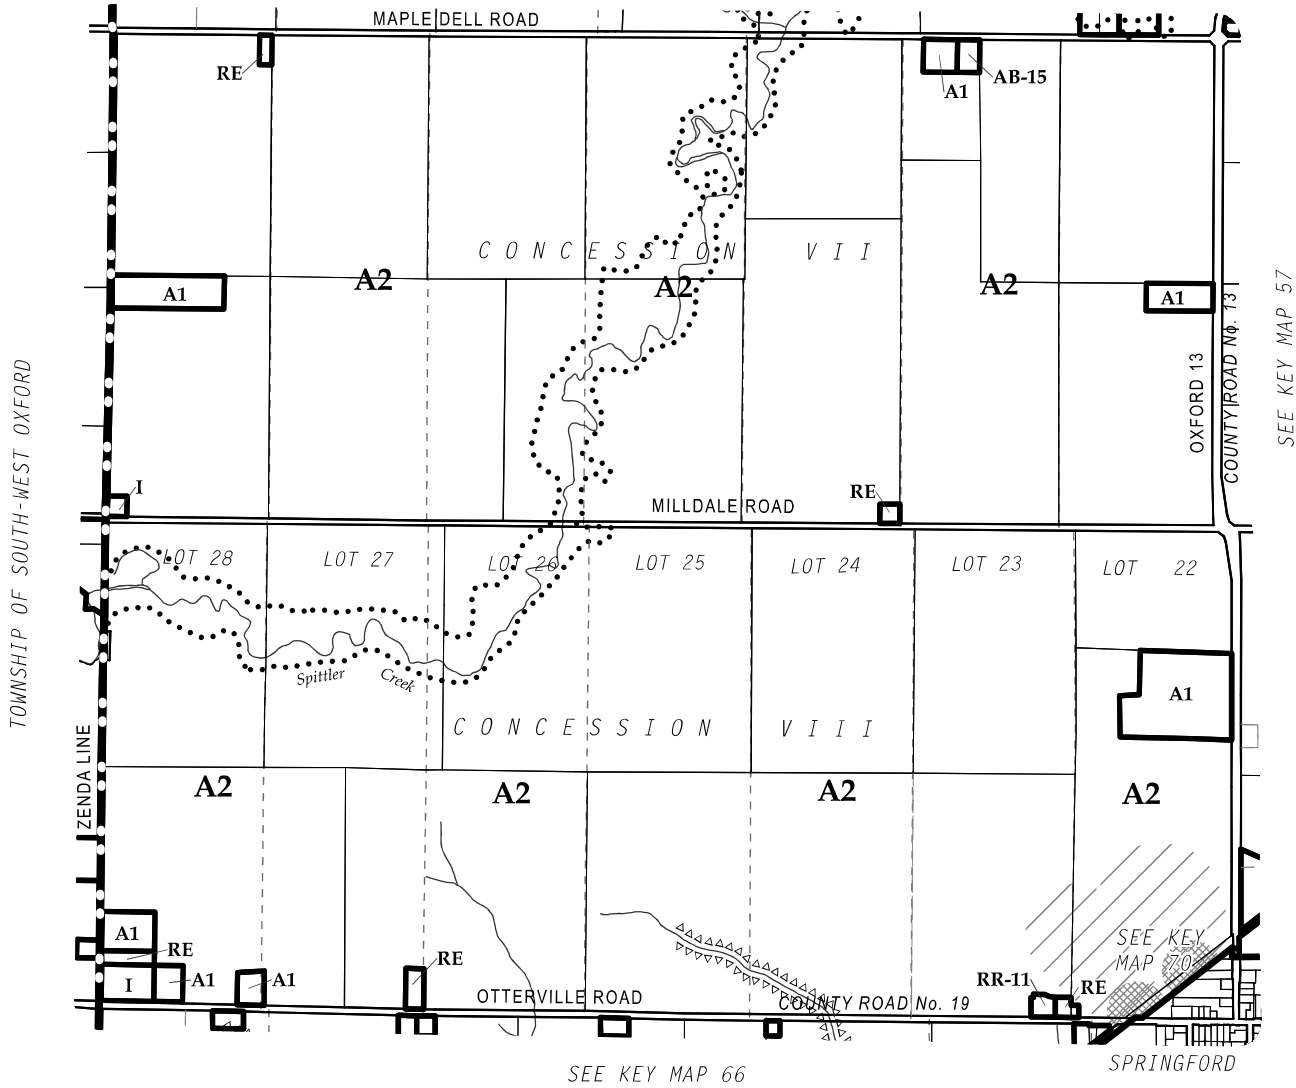 MAPLE DELL ROAD
RE
A1
AB-15
CONCESSION VII
A2
A2
A2
A1
A1
SEE KEY MAP 57
COUNTY ROAD No. 13
OXFORD 13
TOWNSHIP OF SOUTH-WEST OXFORD
I
MILLDALE ROAD
RE
LOT 28
LOT 27
LOT 26
LOT 25
LOT 24
LOT 23
LOT 22
Spittler Creek
A1
CONCESSION VIII
ZENDA LINE
A2
A2
A2
A2
A1
RE
I
A1
A1
RE
SEE KEY
MAP 70
RR-11
RE
OTTERVILLE ROAD
COUNTY ROAD No. 19
SPRINGFORD
SEE KEY MAP 66